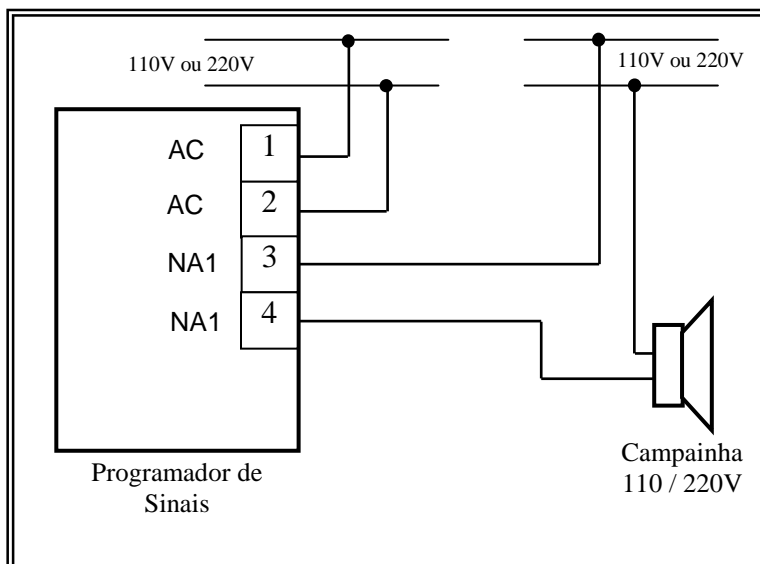 110V ou 220V
110V ou 220V
AC
1
AC
2
NA1
3
NA1
4
Programador de
Sinais
Campainha
110 / 220V